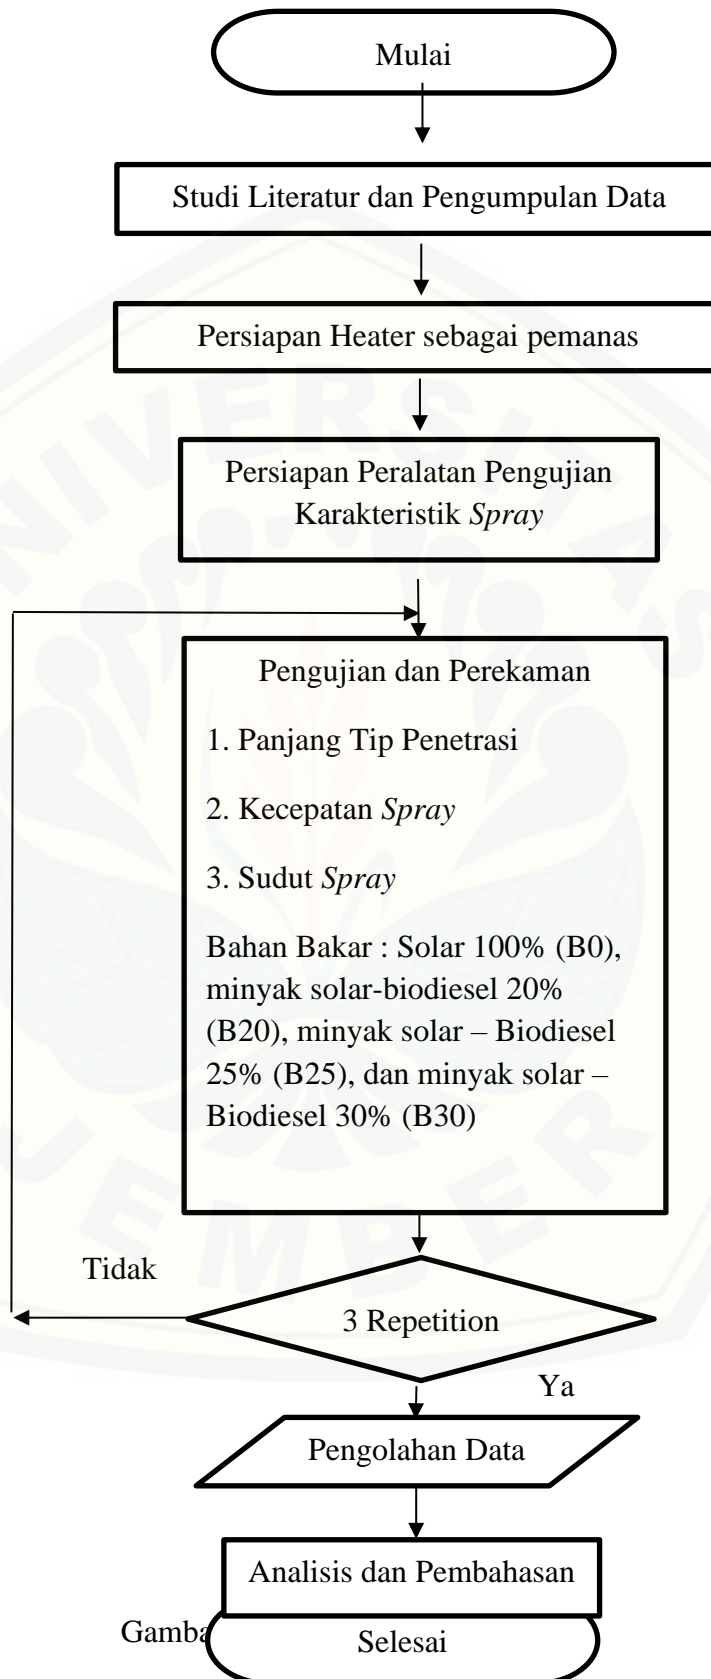 Mulai
Studi Literatur dan Pengumpulan Data
Persiapan Heater sebagai pemanas
Persiapan Peralatan Pengujian
Karakteristik Spray
Pengujian dan Perekaman
1. Panjang Tip Penetrasi
2. Kecepatan Spray
3. Sudut Spray
Bahan Bakar : Solar 100% (B0),
minyak solar-biodiesel 20%
(B20), minyak solar – Biodiesel
25% (B25), dan minyak solar –
Biodiesel 30% (B30)
Tidak
3 Repetition
Ya
Pengolahan Data
Analisis dan Pembahasan
Selesai
UNIVERSITAS
JEMBER